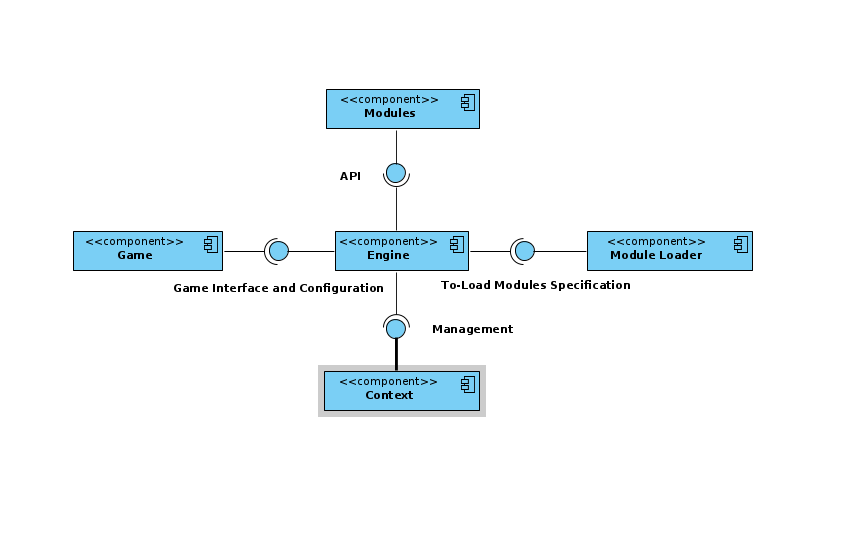 <<component>>
Modules
API
<<component>>
Game
<<component>>
Engine
<<component>>
Module Loader
Game Interface and Configuration
To-Load Modules Specification
Management
<<component>>
Context